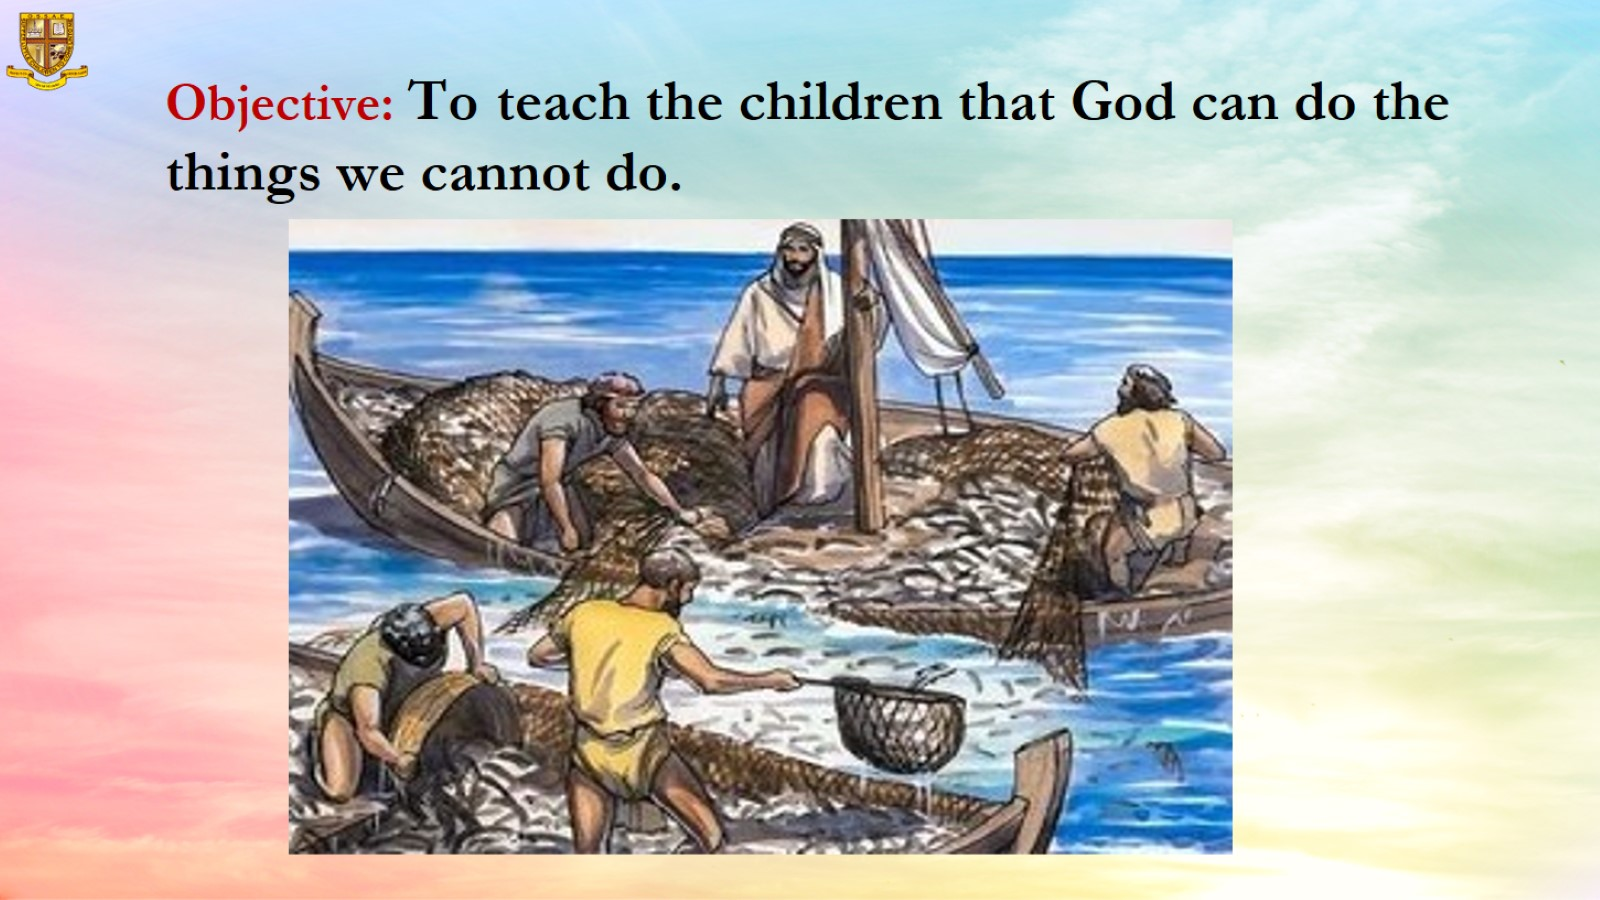 Objective: To teach the children that God can do the
things we cannot do.